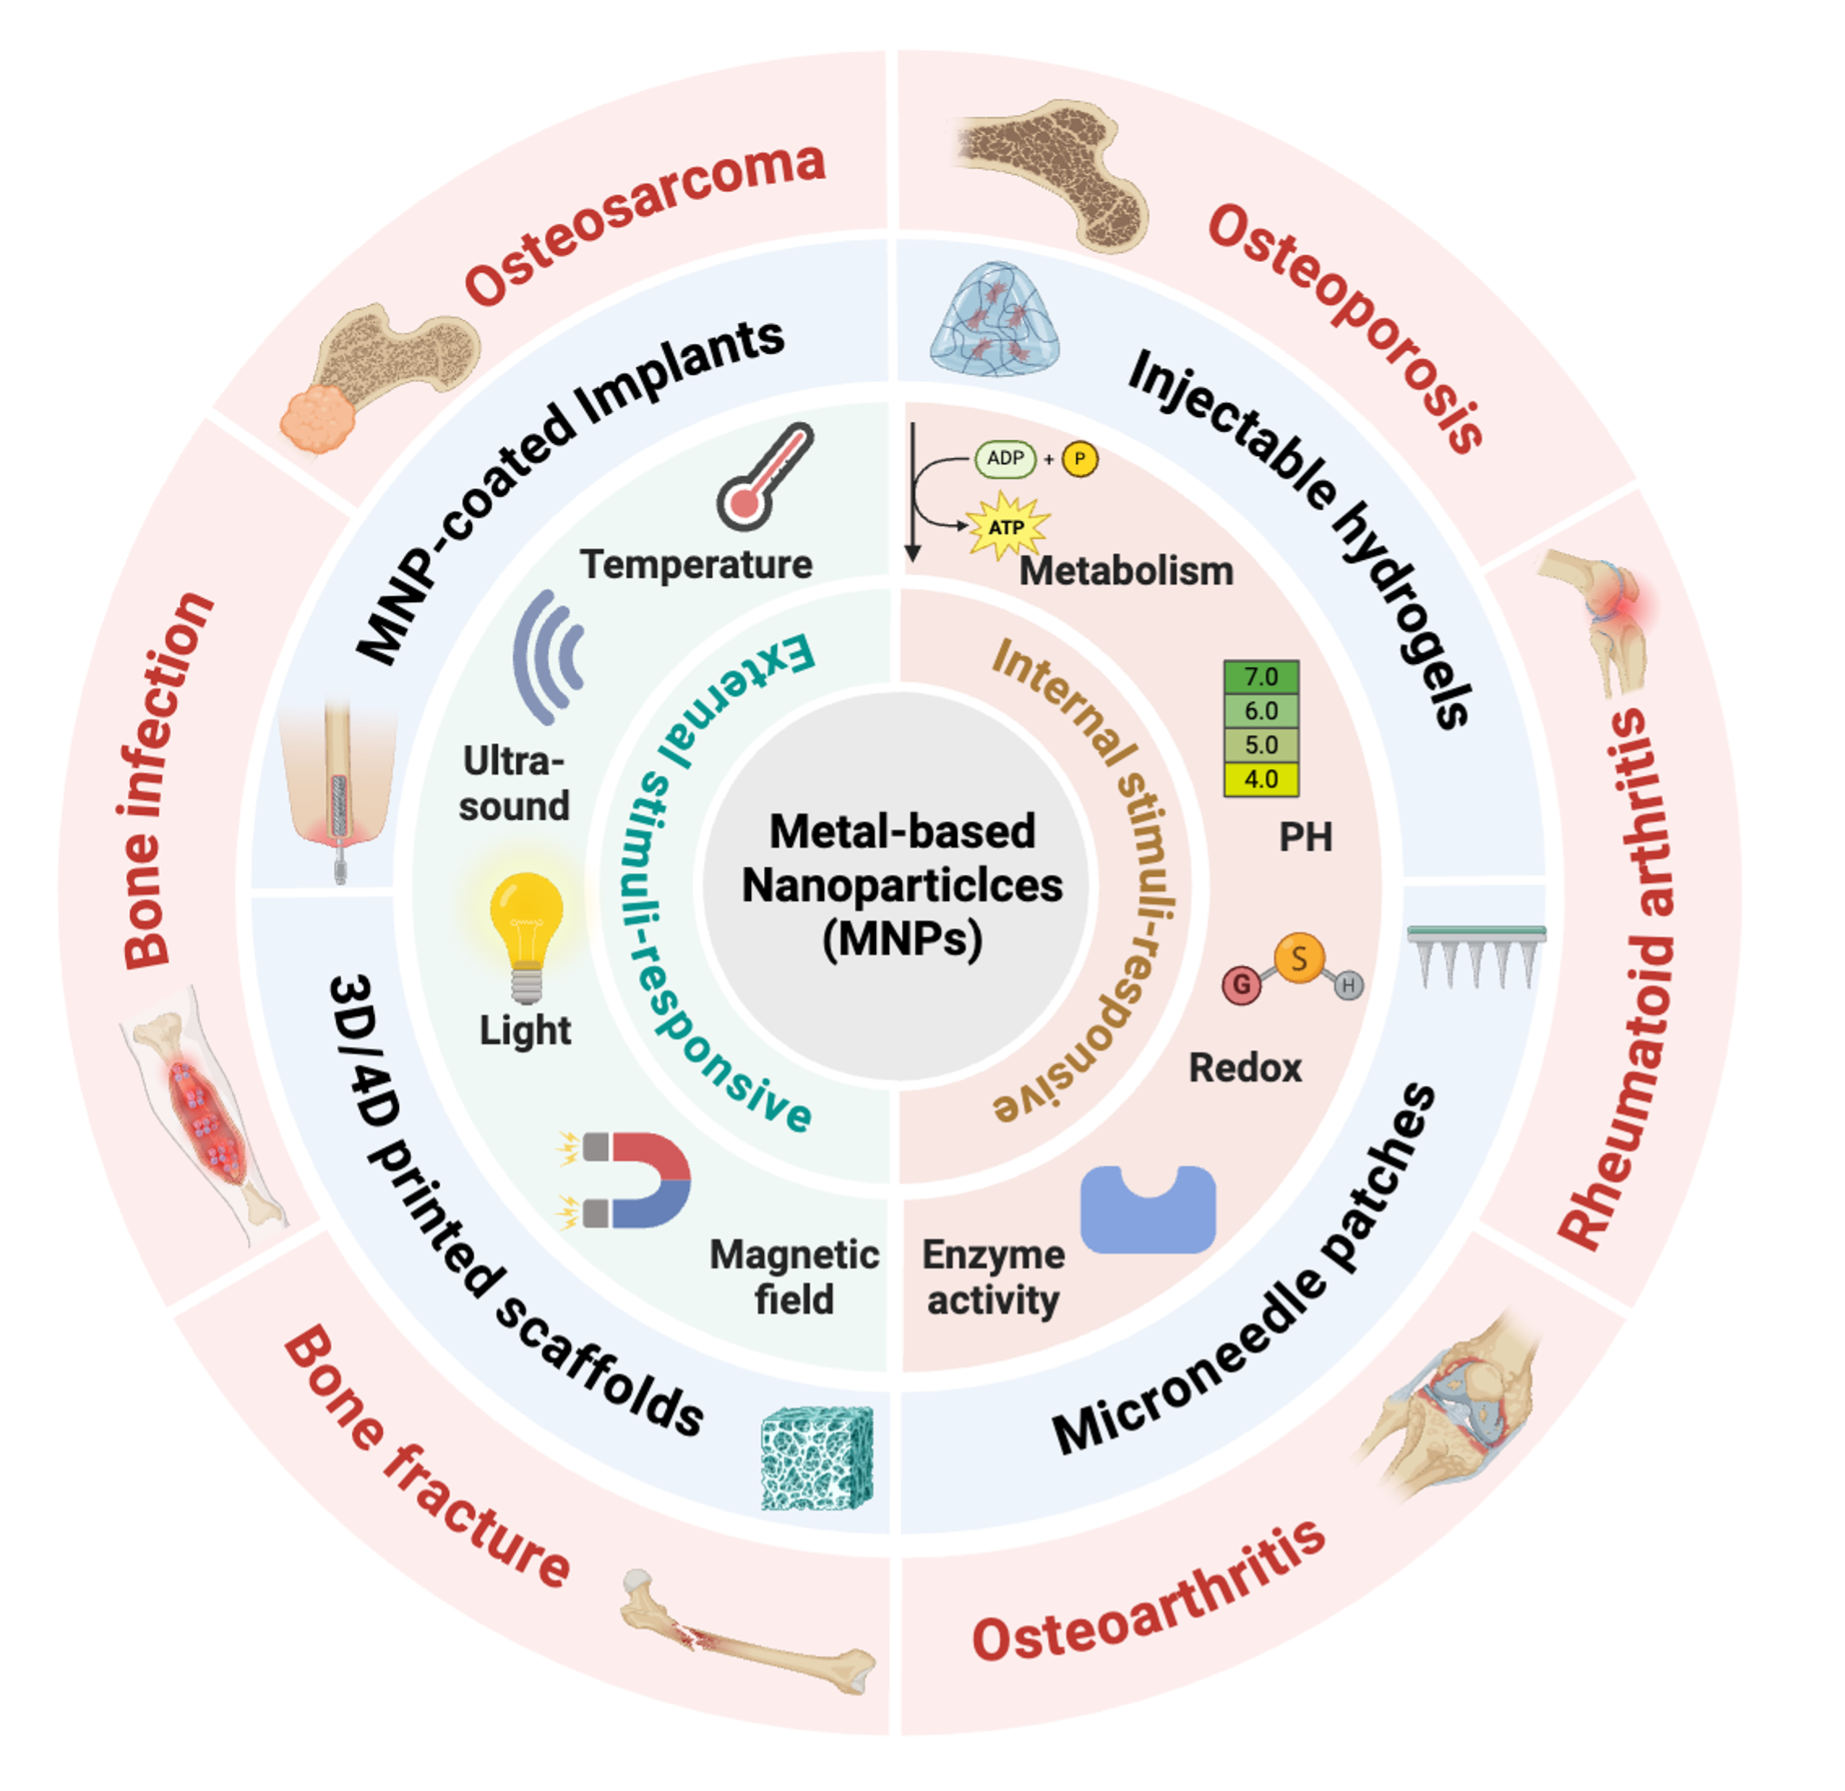 Osteosarcoma
Osteoporosis
Rheumatoid arthritis
Osteoarthritis
Bone fracture
Bone infection
MNP-coated Implants
Injectable hydrogels
Microneedle patches
3D/4D printed scaffolds
Temperature
Ultra-
sound
Light
Magnetic
field
ADP + P
ATP
Metabolism
7.0
6.0
5.0
4.0
PH
G S H
Redox
Enzyme
activity
External stimuli-responsive
Internal stimuli-responsive
Metal-based
Nanoparticlces
(MNPs)